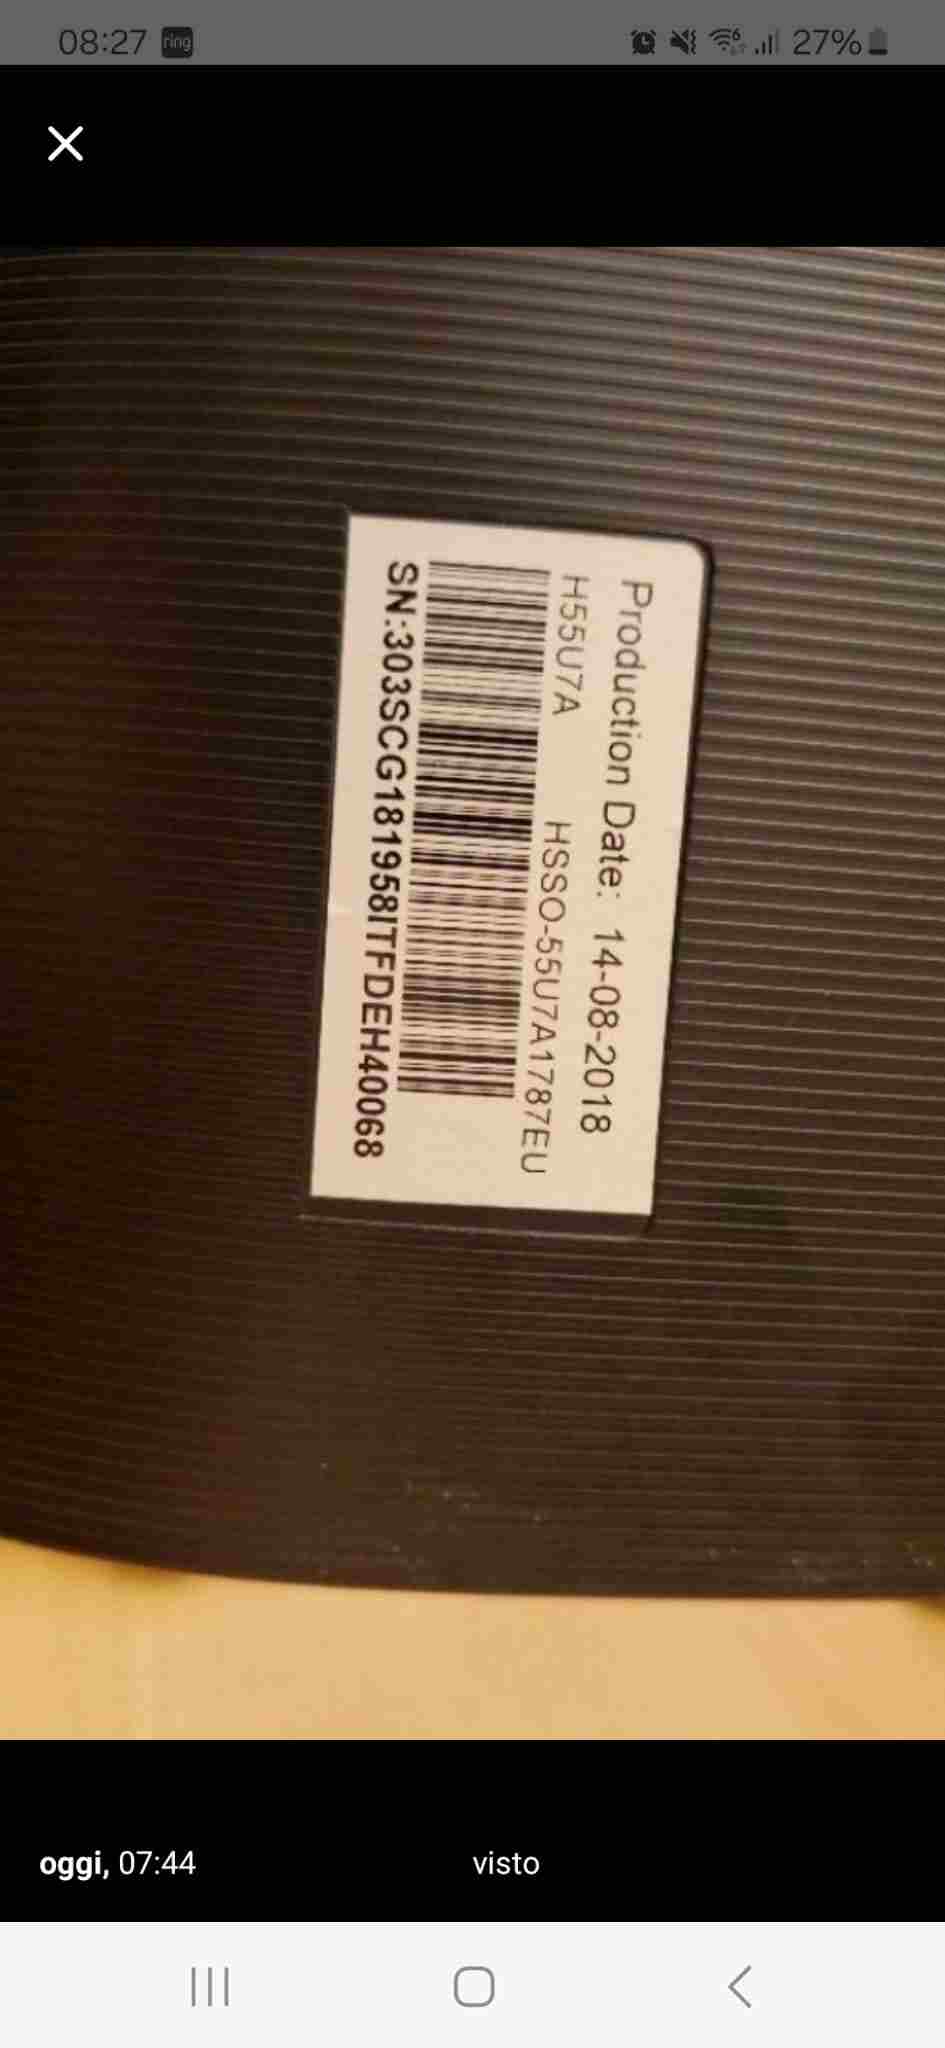 08:27 ring 27%
Production Date: 14-08-2018
H55U7A HSSO-55U7A1787EU
SN:303SCG181958ITFDEH40068
oggi, 07:44 visto